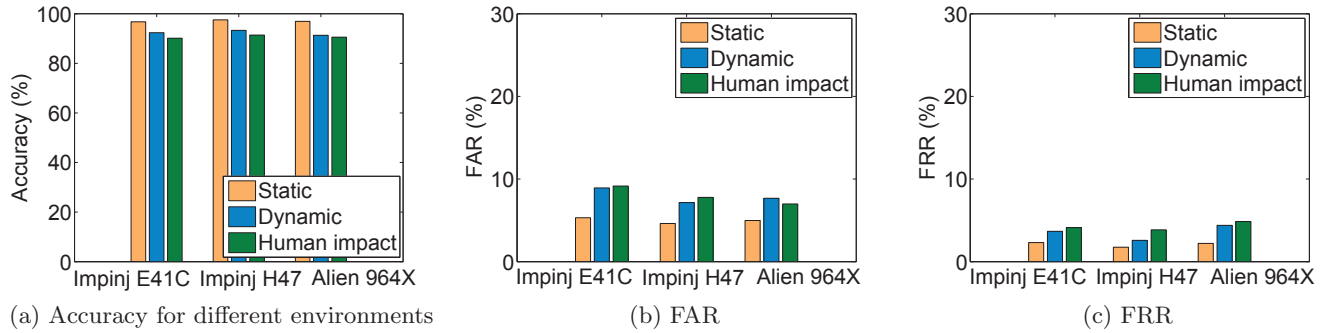 100
80
60
40
20
0
Accuracy (%)
Static
Dynamic
Human impact
Impinj E41C Impinj H47 Alien 964X
(a) Accuracy for different environments
30
20
10
0
FAR (%)
Static
Dynamic
Human impact
Impinj E41C Impinj H47 Alien 964X
(b) FAR
30
20
10
0
FRR (%)
Static
Dynamic
Human impact
Impinj E41C Impinj H47 Alien 964X
(c) FRR